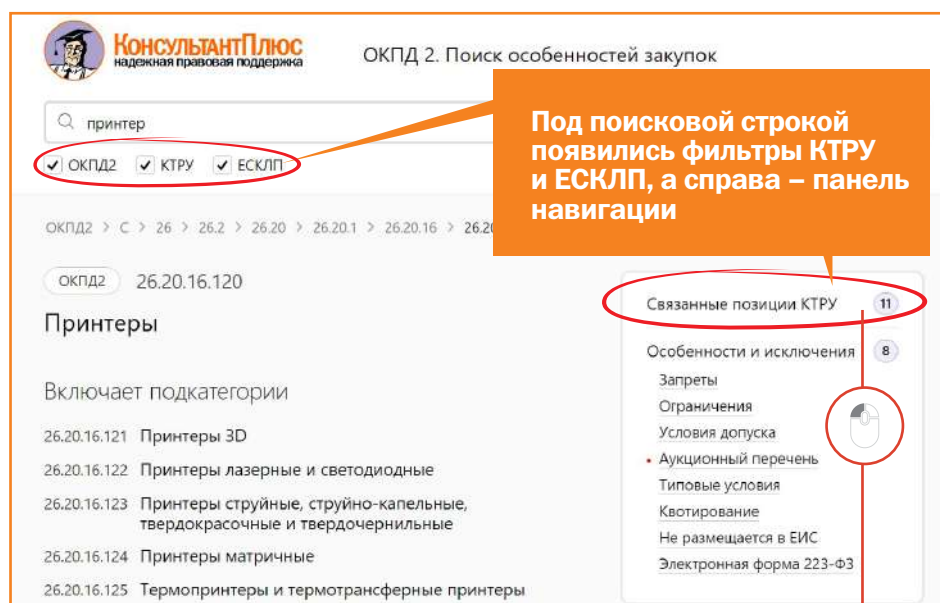 КонсультантПлюс
надежная правовая поддержка
ОКПД 2. Поиск особенностей закупок
принтер
ОКПД2 КТРУ ЕСКЛП
Под поисковой строкой
появились фильтры КТРУ
и ЕСКЛП, а справа – панель
навигации
ОКПД2 > C > 26 > 26.2 > 26.20 > 26.20.1 > 26.20.16 >
ОКПД2 26.20.16.120
Принтеры
Включает подкатегории
26.20.16.121 Принтеры 3D
26.20.16.122 Принтеры лазерные и светодиодные
26.20.16.123 Принтеры струйные, струйно-капельные,
твердокрасочные и твердочернильные
26.20.16.124 Принтеры матричные
26.20.16.125 Термопринтеры и термотрансферные принтеры
Связанные позиции КТРУ 11
Особенности и исключения 8
Запреты
Ограничения
Условия допуска
• Аукционный перечень
Типовые условия
Квотирование
Не размещается в ЕИС
Электронная форма 223-ФЗ